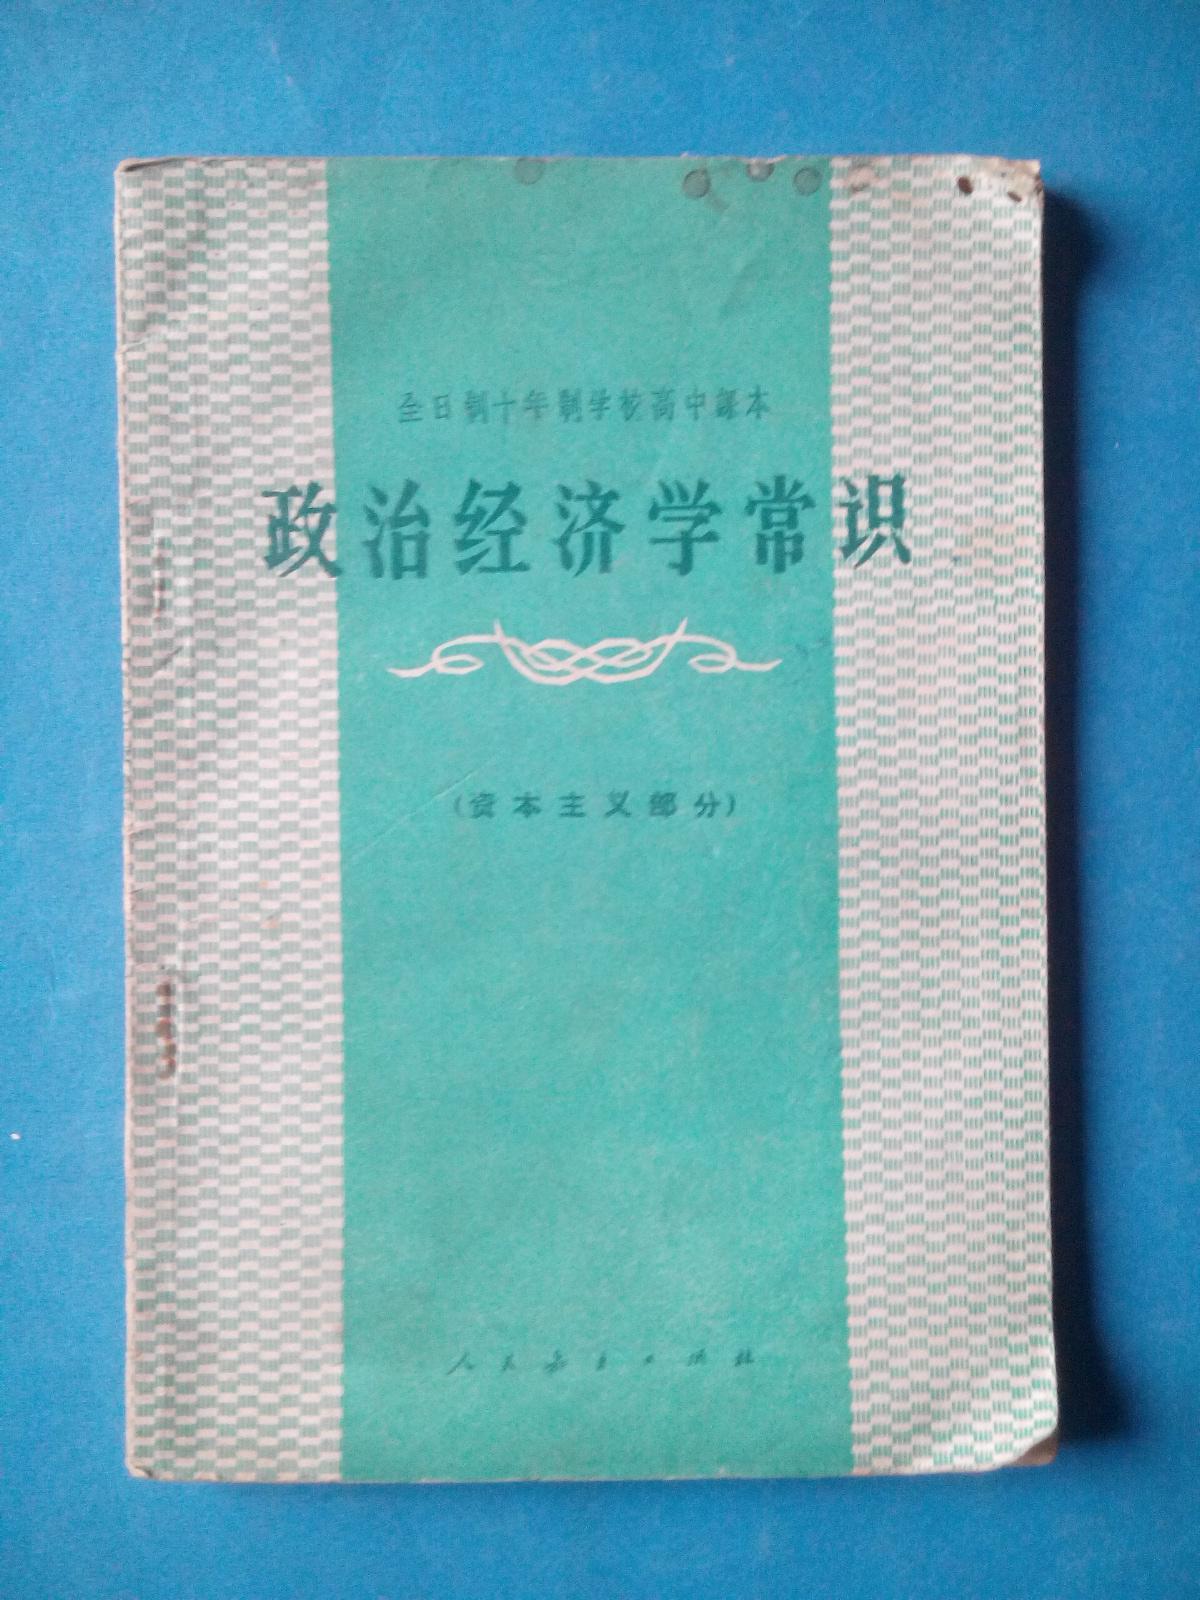 全日制十年制学校高中课本
政治经济学常识
(资本主义部分)
人民教育出版社